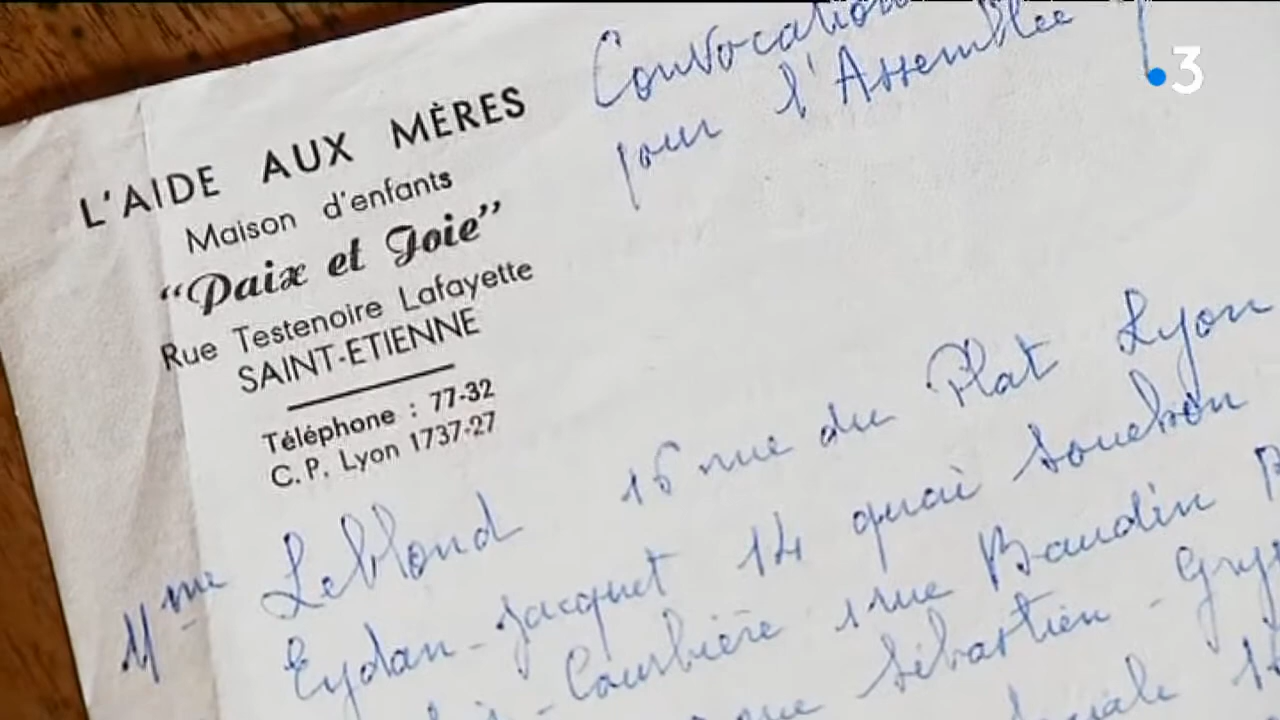 L'AIDE AUX MÈRES
Maison d'enfants
"Paix et Joie"
Rue Testenoire Lafayette
SAINT-ETIENNE
Téléphone : 77-32
C.P. Lyon 1737-27
Convocation
pour l'Assemblée
3
Mme Leblond 16 rue du Plat Lyon
Eydan-Jacquet 14 quai
Courbière 1 rue Baudin
rue Sébastien -